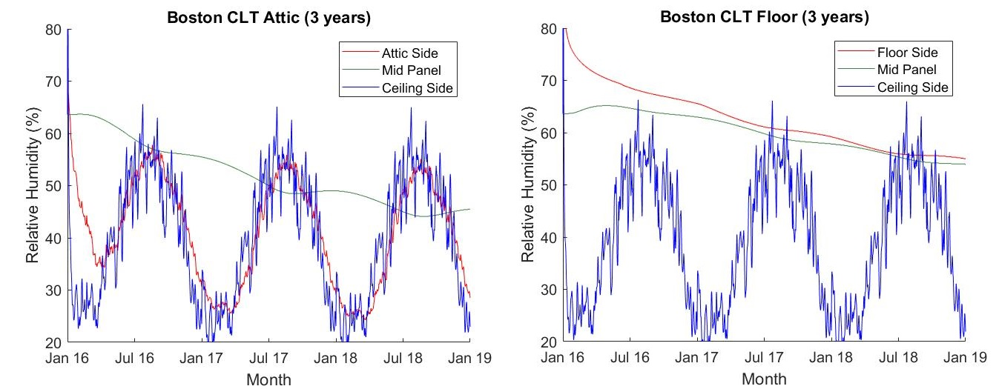 Boston CLT Attic (3 years)
80
70
60
50
40
30
20
Relative Humidity (%)
Attic Side
Mid Panel
Ceiling Side
Jan 16
Jul 16
Jan 17
Jul 17
Jan 18
Jul 18
Jan 19
Month
Boston CLT Floor (3 years)
80
70
60
50
40
30
20
Relative Humidity (%)
Floor Side
Mid Panel
Ceiling Side
Jan 16
Jul 16
Jan 17
Jul 17
Jan 18
Jul 18
Jan 19
Month